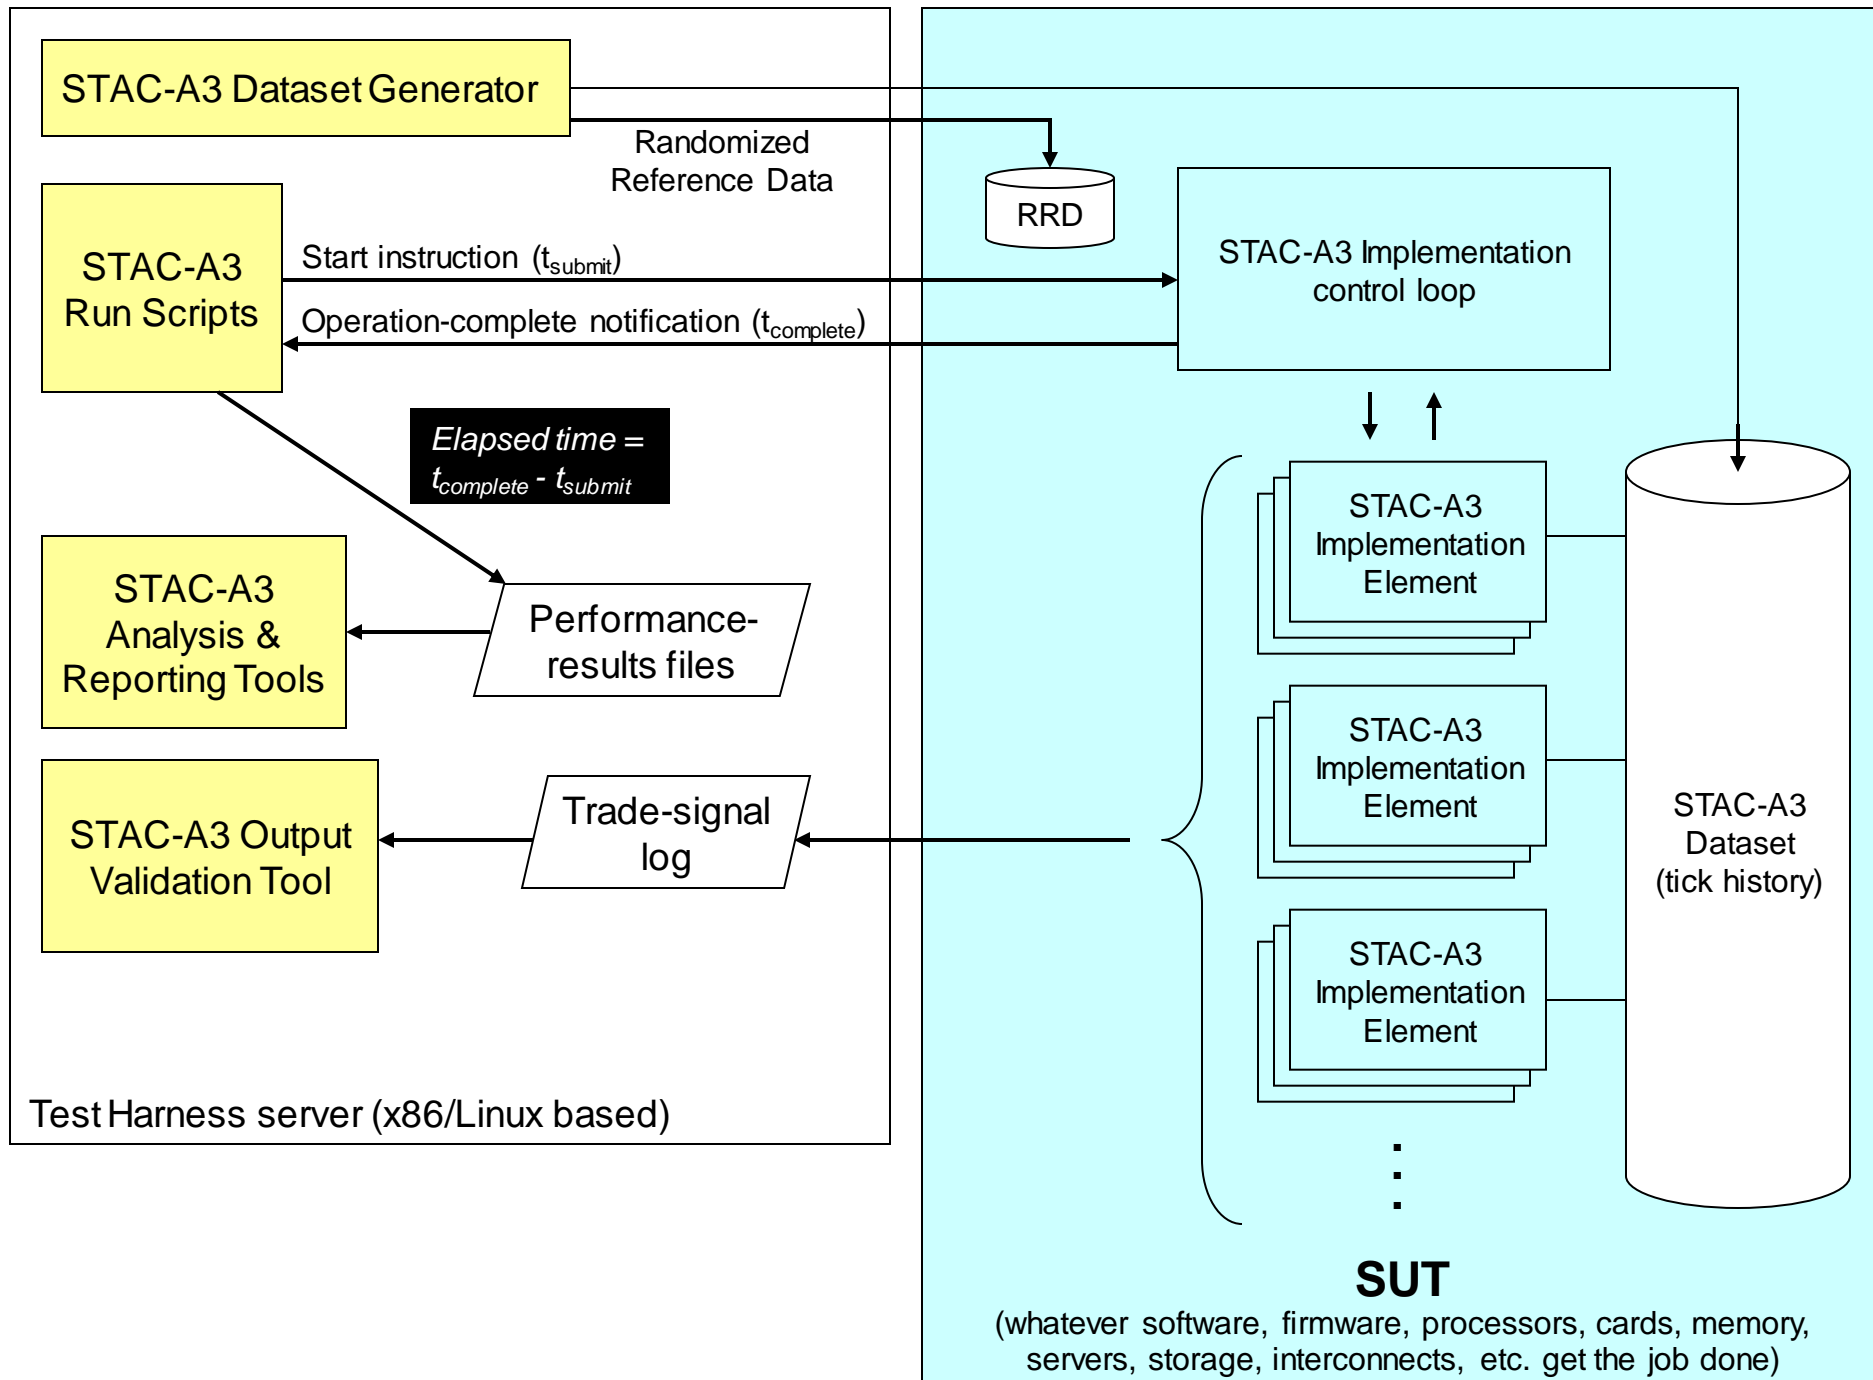 STAC-A3 Dataset Generator
Randomized
Reference Data
RRD
STAC-A3
Run Scripts
Start instruction (tsubmit)
Operation-complete notification (tcomplete)
STAC-A3 Implementation
control loop
Elapsed time =
tcomplete - tsubmit
STAC-A3
Analysis &
Reporting Tools
Performance-
results files
STAC-A3 Output
Validation Tool
Trade-signal
log
STAC-A3
Implementation
Element
STAC-A3
Implementation
Element
STAC-A3
Implementation
Element
STAC-A3
Dataset
(tick history)
Test Harness server (x86/Linux based)
SUT
(whatever software, firmware, processors, cards, memory,
servers, storage, interconnects, etc. get the job done)